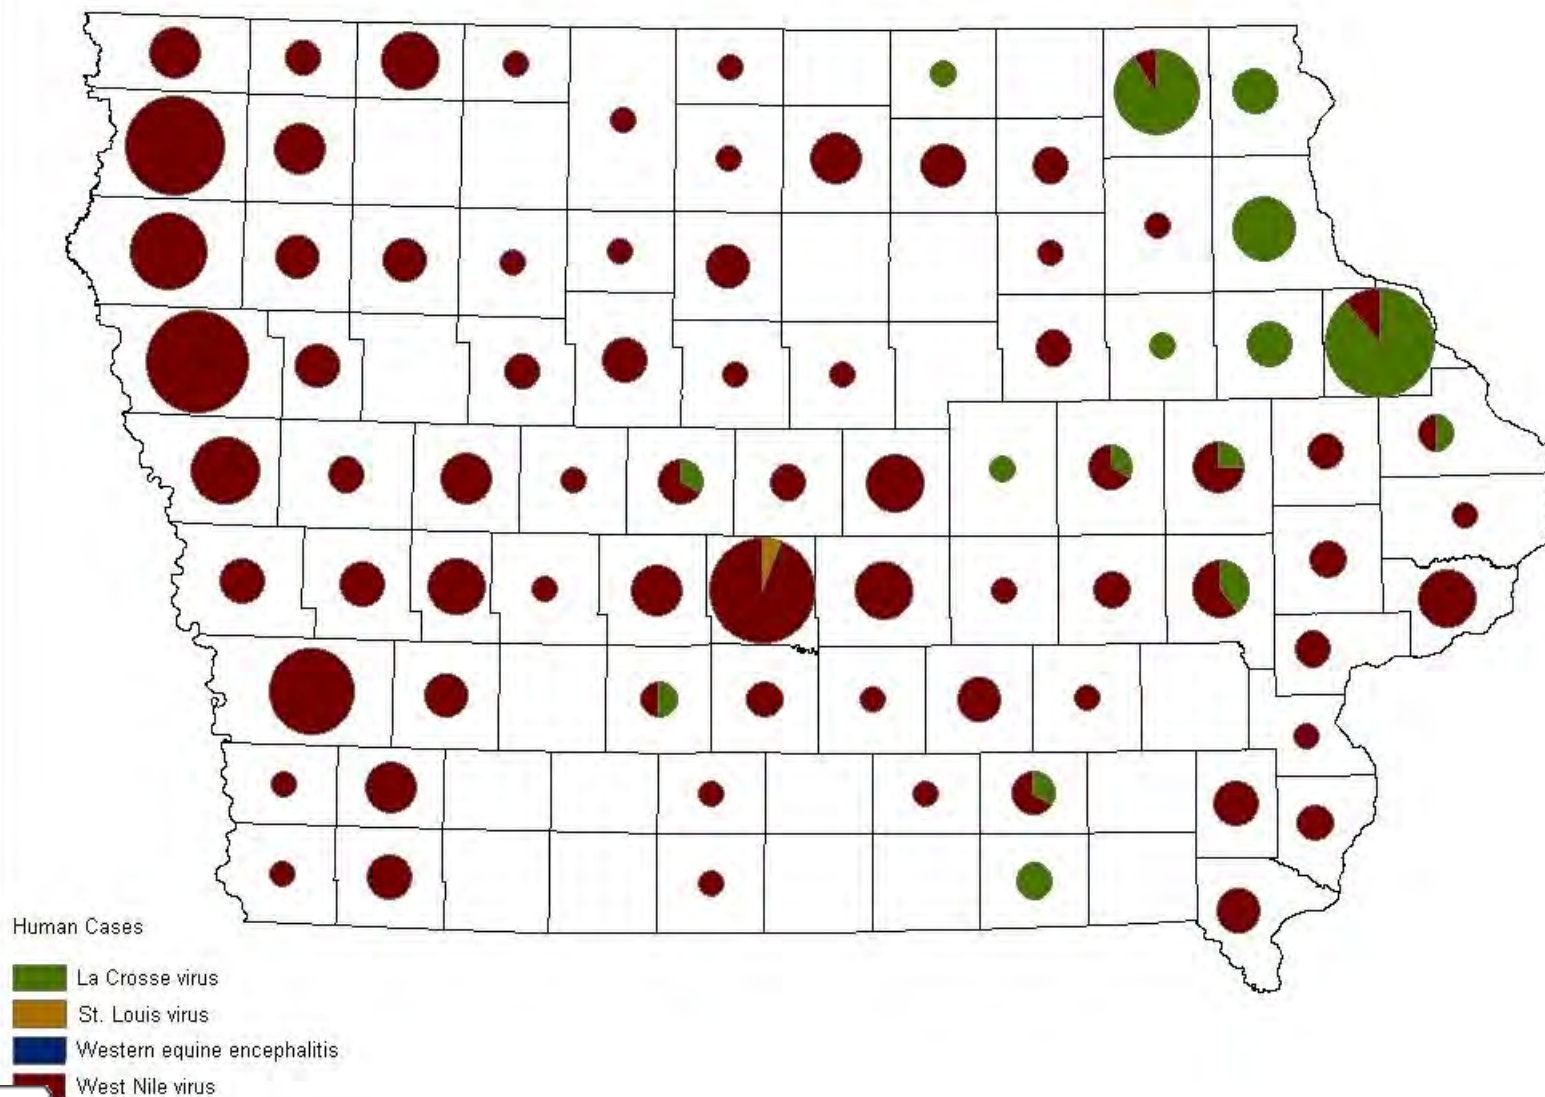 Human Cases
La Crosse virus
St. Louis virus
Western equine encephalitis
West Nile virus